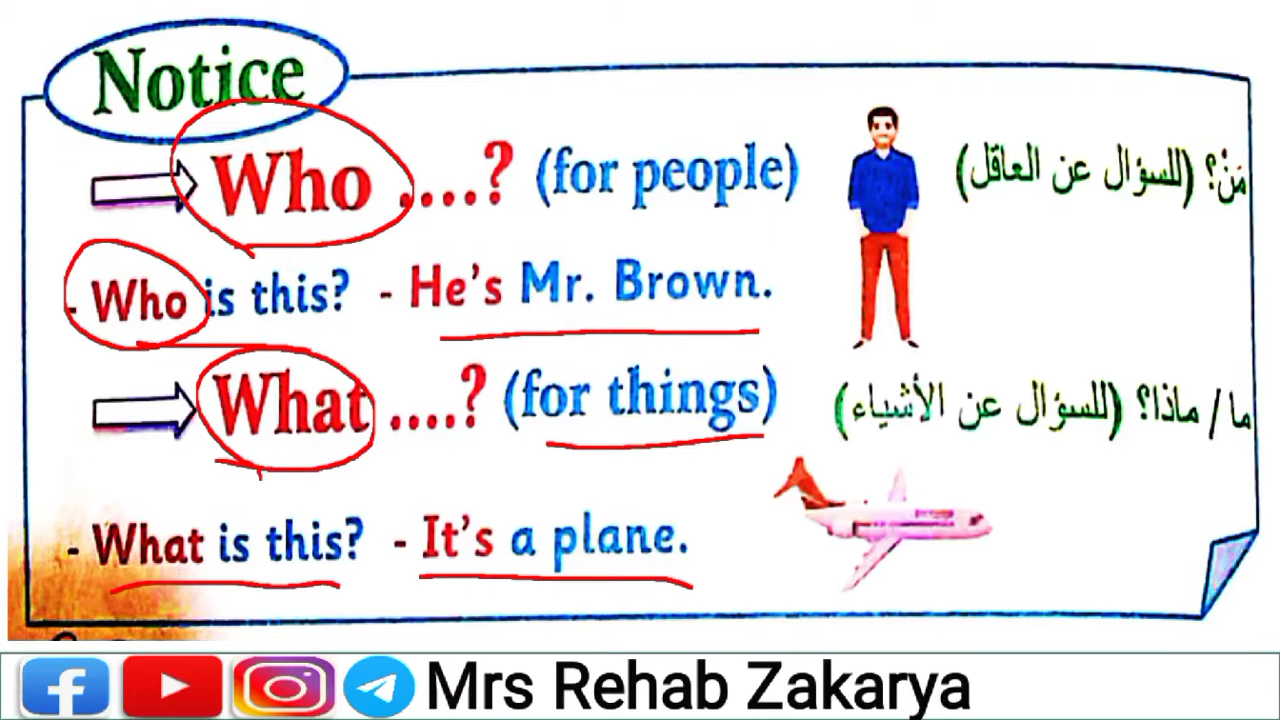 Notice
Who ....? (for people) مَنْ؟ (للسؤال عن العاقل)
- Who is this? - He's Mr. Brown.
What ....? (for things) ما / ماذا؟ (للسؤال عن الأشياء)
- What is this? - It's a plane.
Mrs Rehab Zakarya